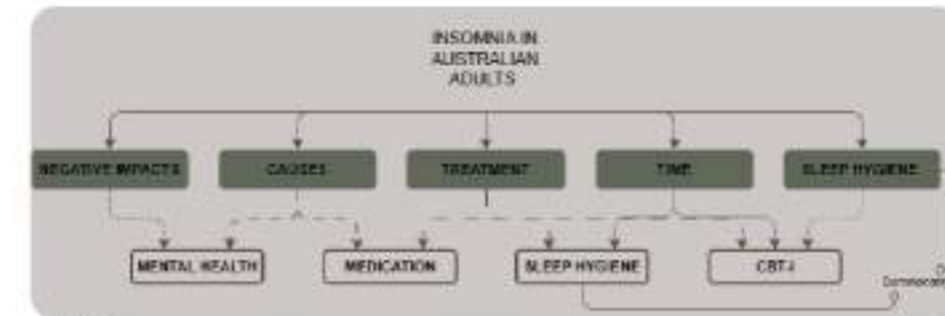 INSOMNIA IN
AUSTRALIAN
ADULTS
NEGATIVE IMPACTS CAUSES TREATMENT TIME SLEEP HYGIENE
MENTAL HEALTH MEDICATION SLEEP HYGIENE CBT-I